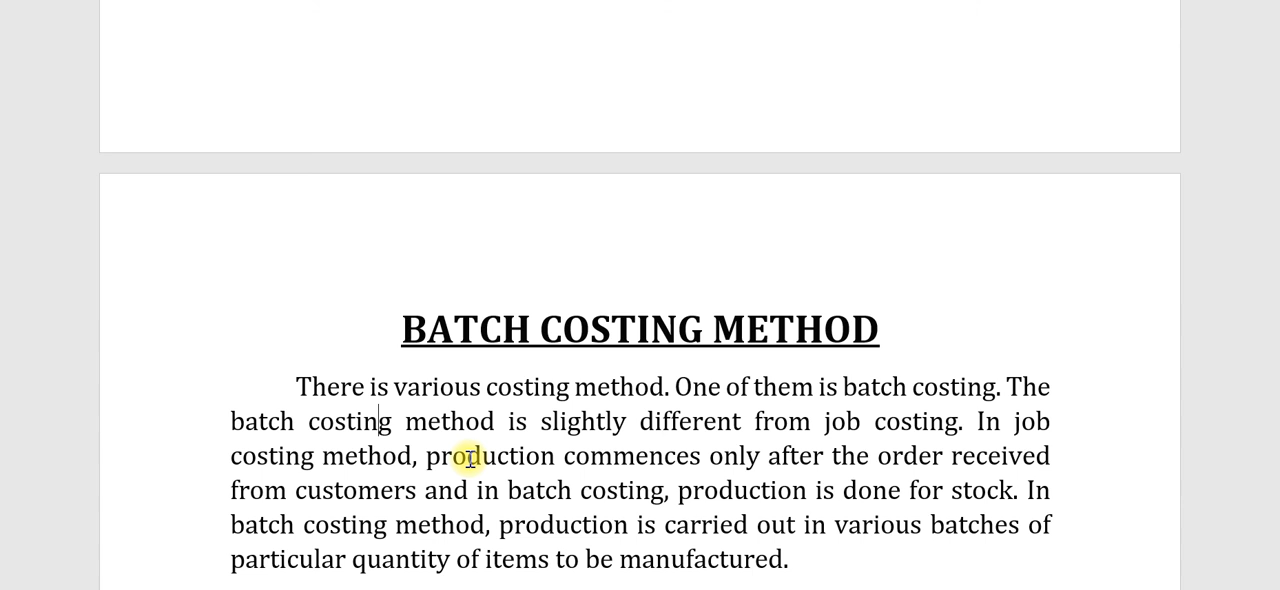 BATCH COSTING METHOD
There is various costing method. One of them is batch costing. The
batch costing method is slightly different from job costing. In job
costing method, production commences only after the order received
from customers and in batch costing, production is done for stock. In
batch costing method, production is carried out in various batches of
particular quantity of items to be manufactured.